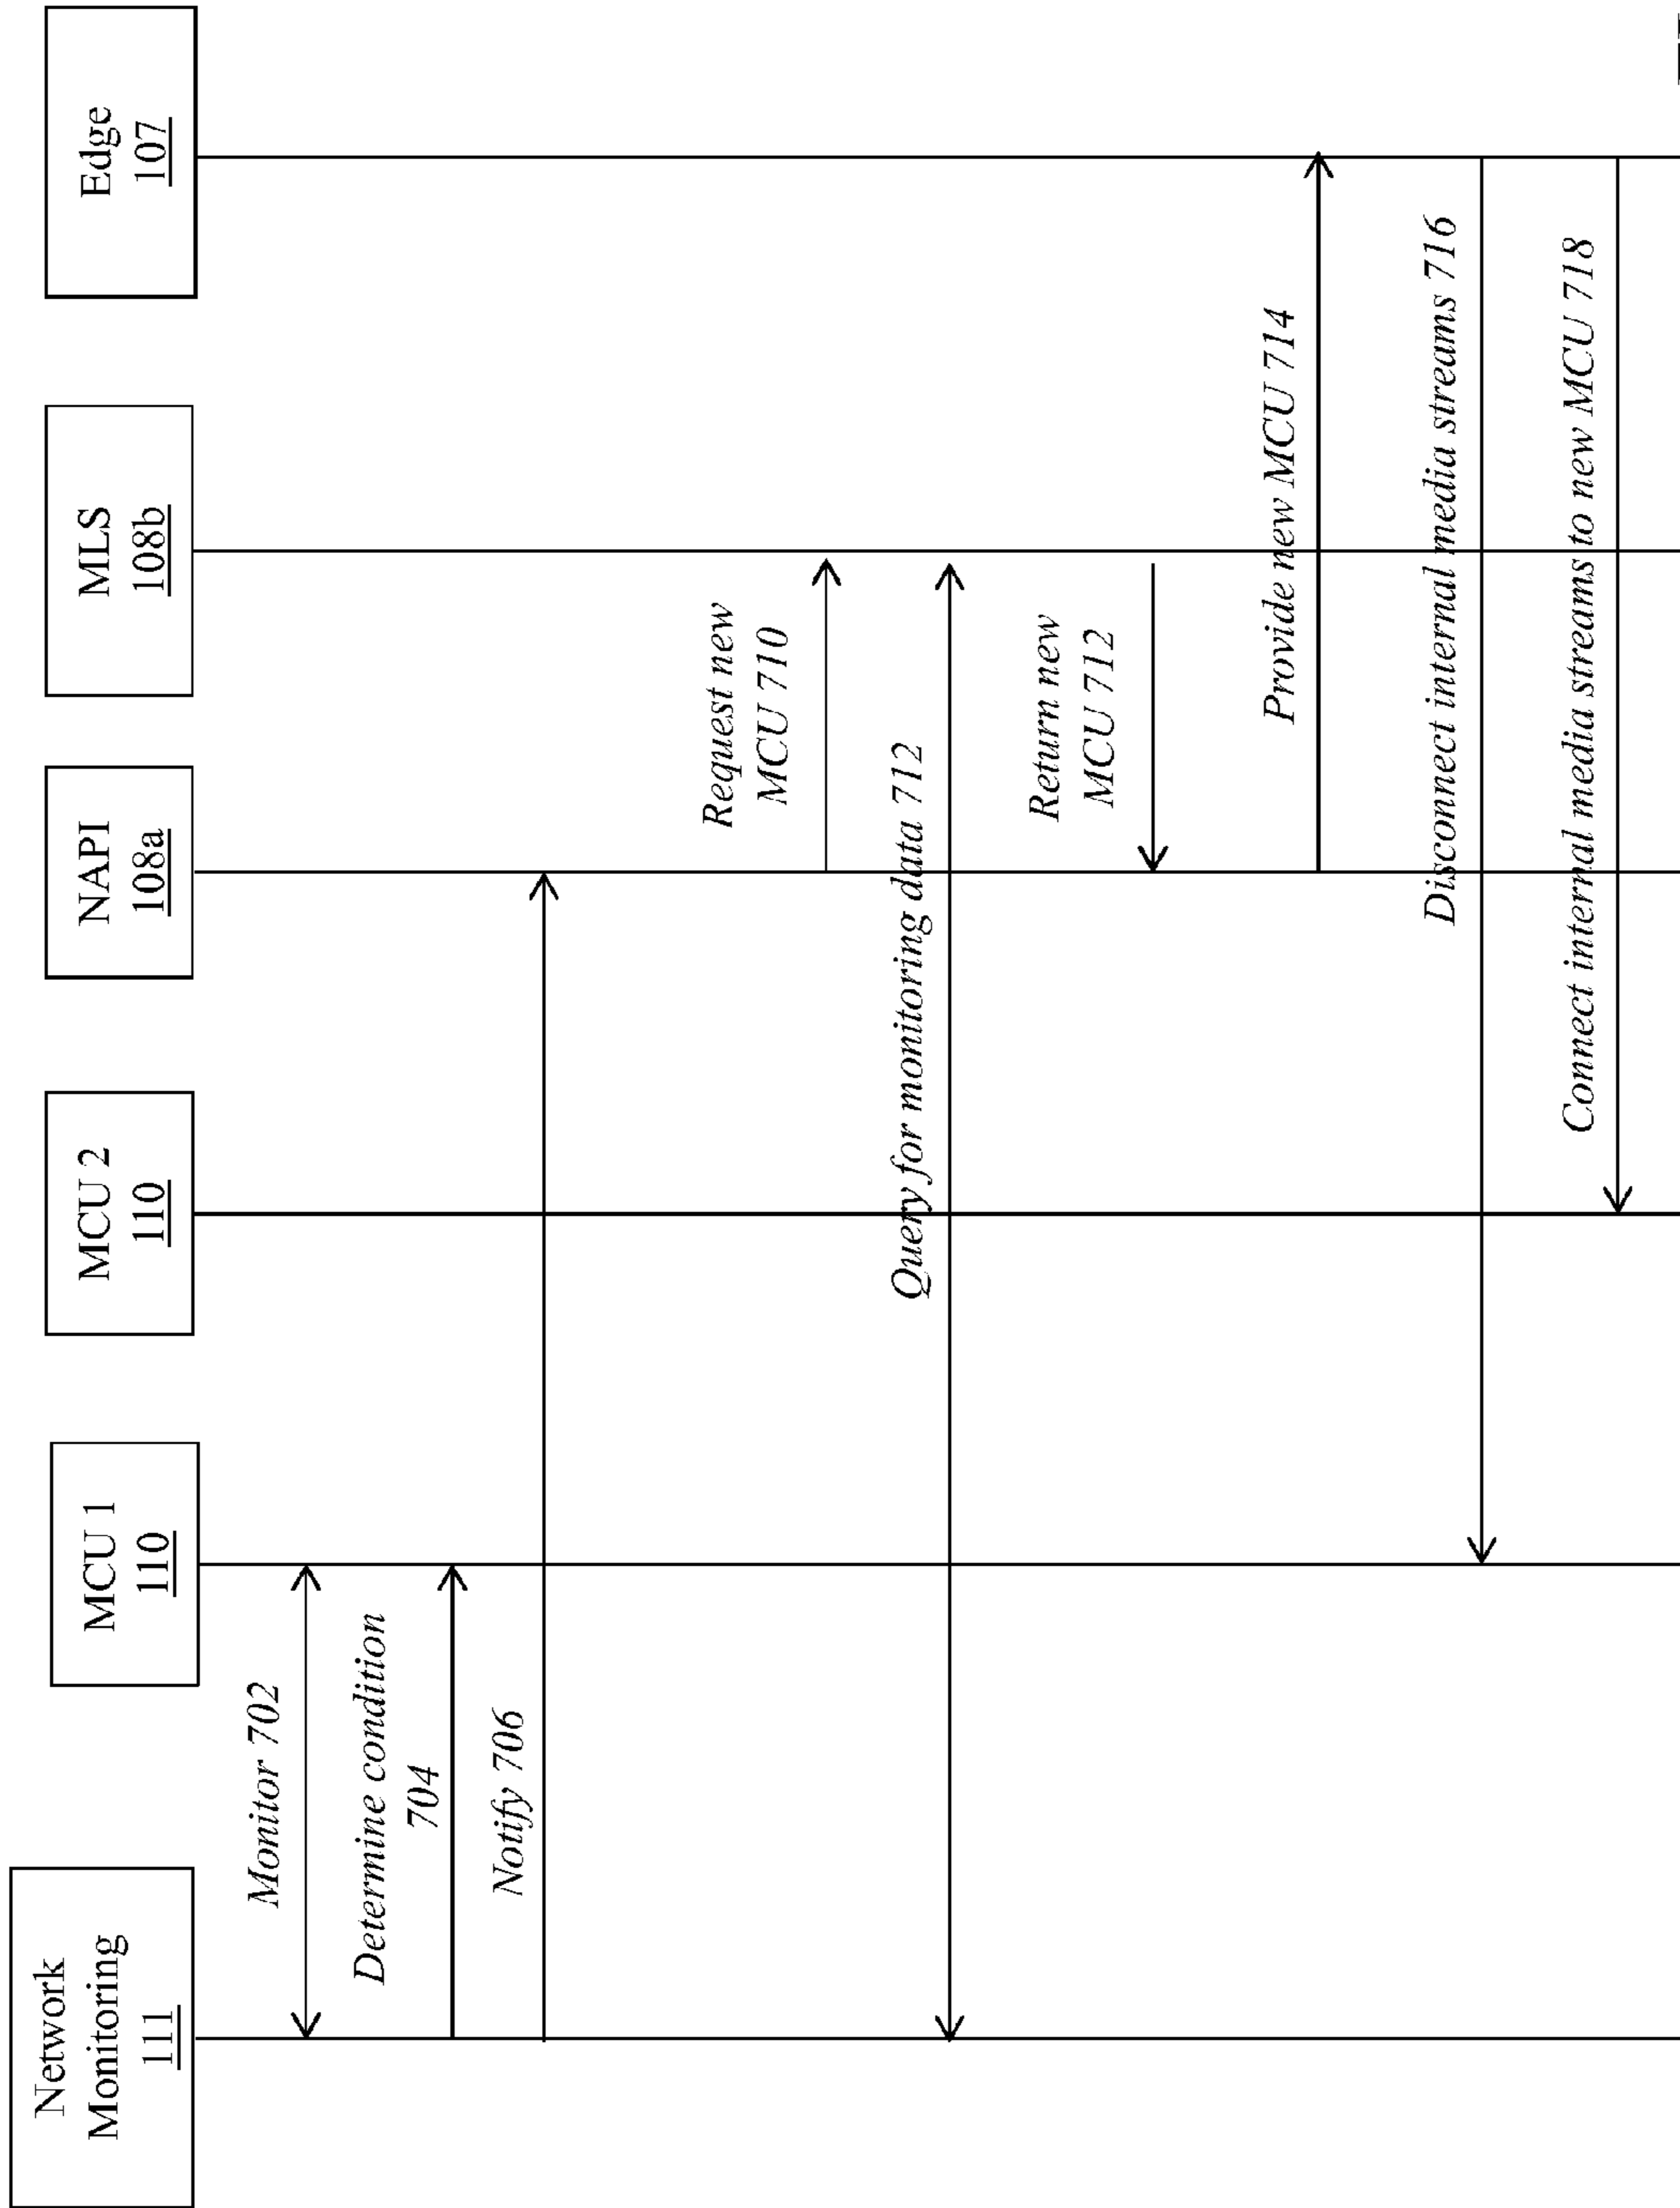 Network
Monitoring
111
MCU 1
110
MCU 2
110
NAPI
108a
MLS
108b
Edge
107
Monitor 702
Determine condition
704
Notify 706
Request new
MCU 710
Query for monitoring data 712
Return new
MCU 712
Provide new MCU 714
Disconnect internal media streams 716
Connect internal media streams to new MCU 718